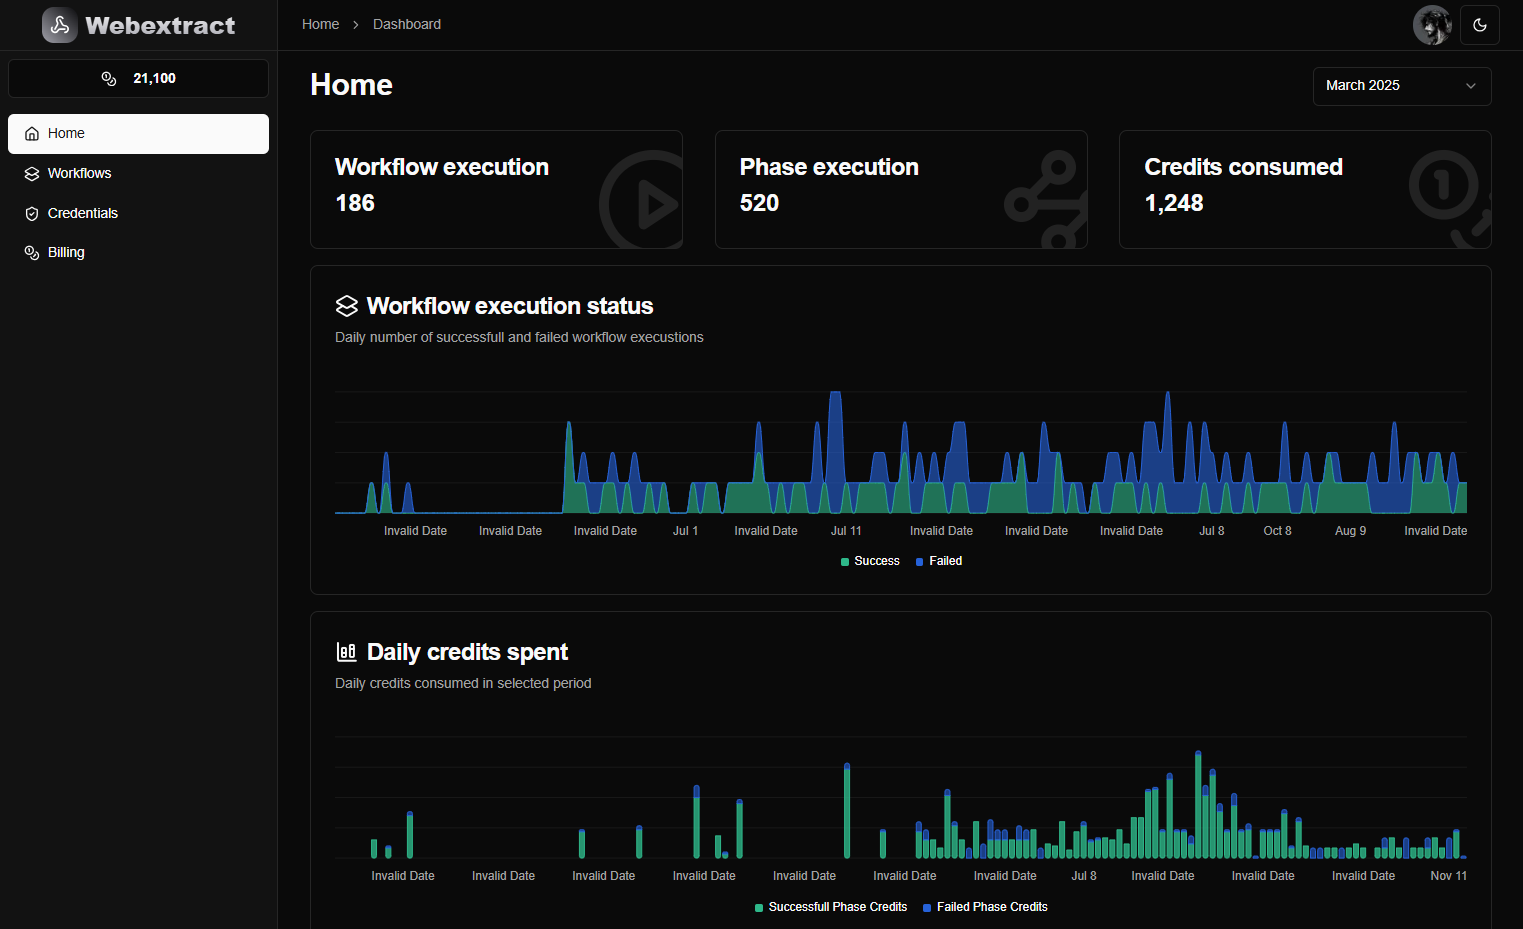 Webextract
Home > Dashboard
21,100
Home
Workflows
Credentials
Billing
Home
March 2025
Workflow execution
186
Phase execution
520
Credits consumed
1,248
Workflow execution status
Daily number of successfull and failed workflow execustions
Invalid Date Invalid Date Invalid Date Jul 1 Invalid Date Jul 11 Invalid Date Invalid Date Invalid Date Jul 8 Oct 8 Aug 9 Invalid Date
Success Failed
Daily credits spent
Daily credits consumed in selected period
Invalid Date Invalid Date Invalid Date Invalid Date Invalid Date Invalid Date Invalid Date Jul 8 Invalid Date Invalid Date Invalid Date Nov 11
Successfull Phase Credits Failed Phase Credits